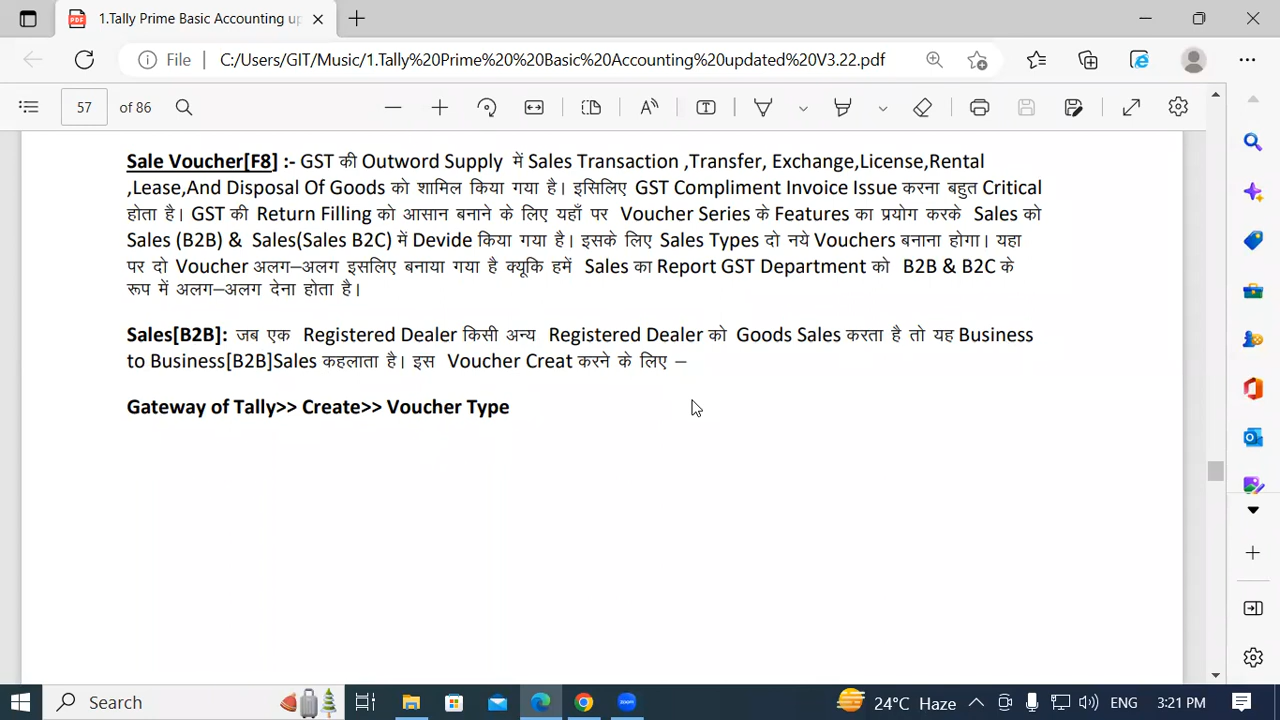 1.Tally Prime Basic Accounting up
File
C:/Users/GIT/Music/1.Tally%20Prime%20%20Basic%20Accounting%20updated%20V3.22.pdf
57 of 86
Sale Voucher[F8] :- GST की Outword Supply में Sales Transaction ,Transfer, Exchange,License,Rental
,Lease,And Disposal Of Goods को शामिल किया गया है। इसिलिए GST Compliment Invoice Issue करना बहुत Critical
होता है। GST की Return Filling को आसान बनाने के लिए यहाँ पर Voucher Series के Features का प्रयोग करके Sales को
Sales (B2B) & Sales(Sales B2C) में Devide किया गया है। इसके लिए Sales Types दो नये Vouchers बनाना होगा। यहा
पर दो Voucher अलग–अलग इसलिए बनाया गया है क्यूकि हमें Sales का Report GST Department को B2B & B2C के
रूप में अलग–अलग देना होता है।
Sales[B2B]: जब एक Registered Dealer किसी अन्य Registered Dealer को Goods Sales करता है तो यह Business
to Business[B2B]Sales कहलाता है। इस Voucher Creat करने के लिए –
Gateway of Tally>> Create>> Voucher Type
Search
24°C Haze
ENG
3:21 PM